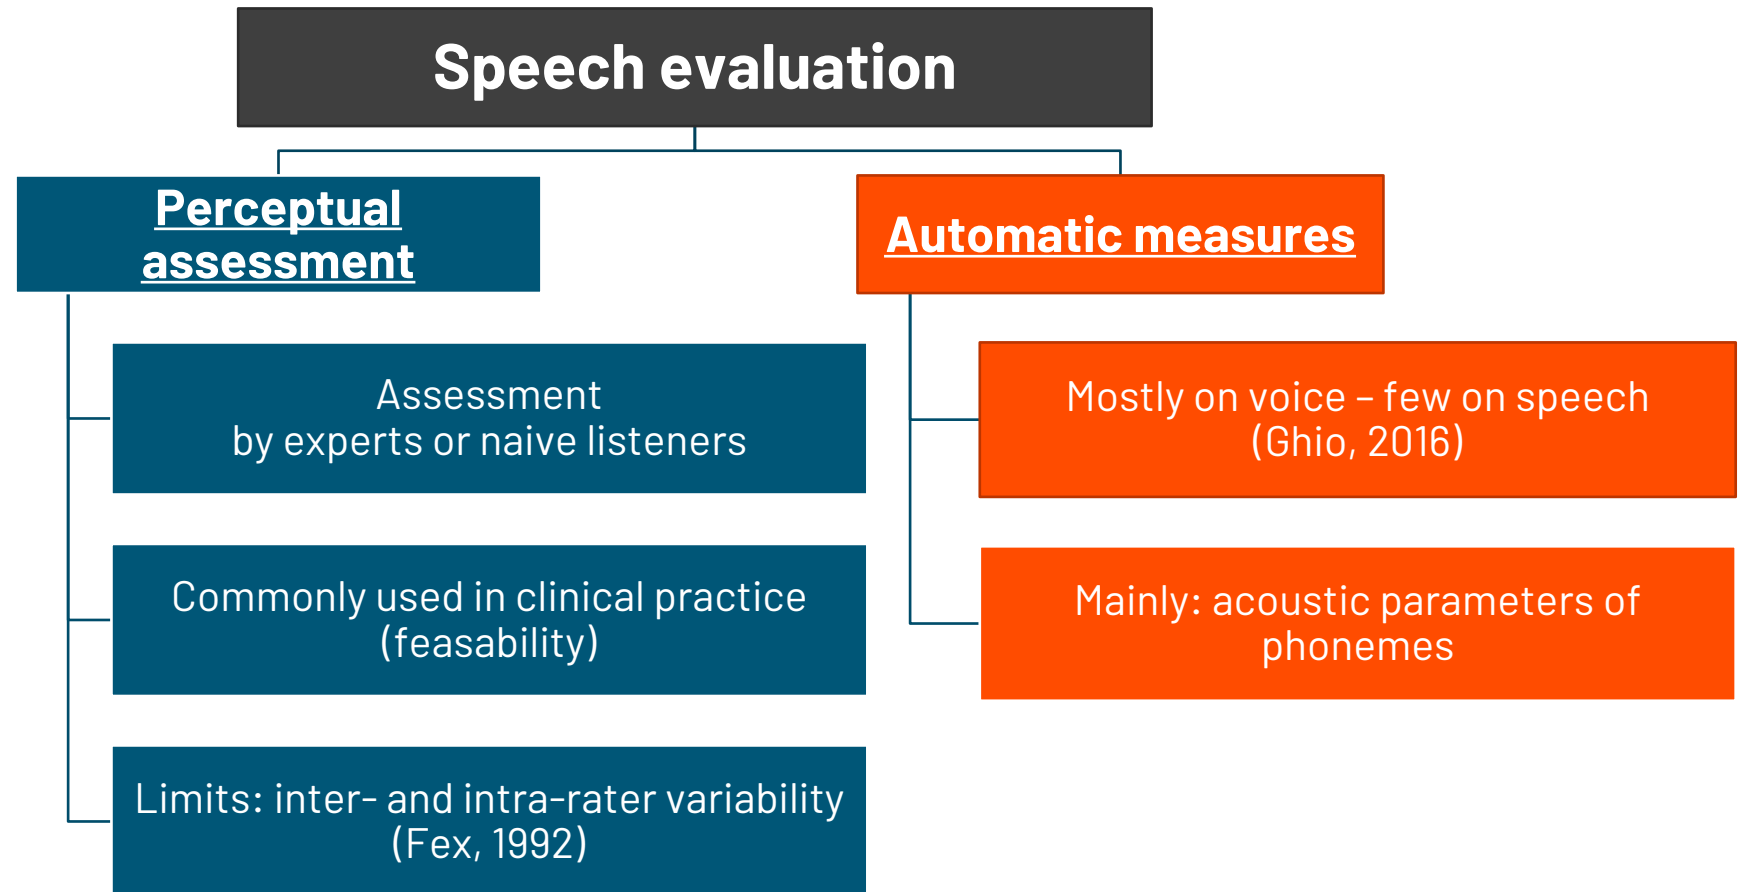 Speech evaluation
Perceptual
assessment
Assessment
by experts or naive listeners
Commonly used in clinical practice
(feasability)
Limits: inter- and intra-rater variability
(Fex, 1992)
Automatic measures
Mostly on voice – few on speech
(Ghio, 2016)
Mainly: acoustic parameters of
phonemes